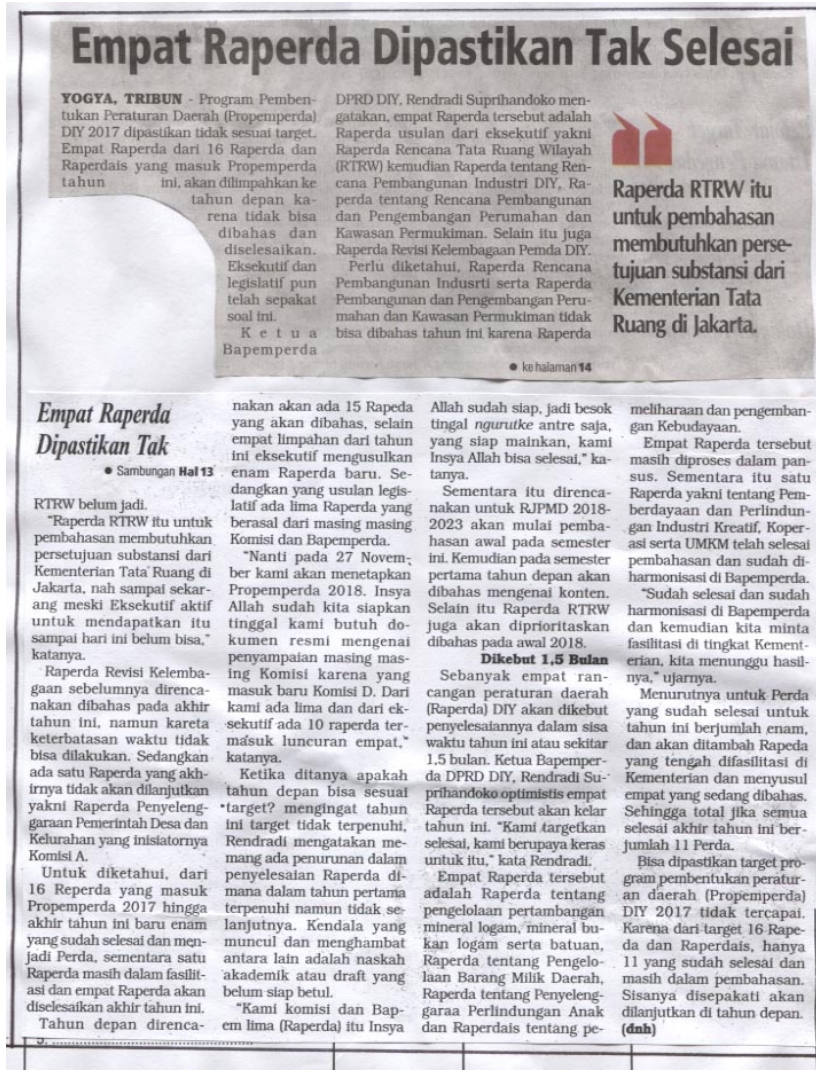 Empat Raperda Dipastikan Tak Selesai
YOGYA, TRIBUN - Program Pemben-
tukan Peraturan Daerah (Propemperda)
DIY 2017 dipastikan tidak sesuai target.
Empat Raperda dari 16 Raperda dan
Raperdais yang masuk Propemperda
tahun ini, akan dilimpahkan ke
tahun depan ka-
rena tidak bisa
dibahas dan
diselesaikan.
Eksekutif dan
legislatif pun
telah sepakat
soal ini.
Ketua
Bapemperda
DPRD DIY, Rendradi Suprihandoko men-
gatakan, empat Raperda tersebut adalah
Raperda usulan dari eksekutif yakni
Raperda Rencana Tata Ruang Wilayah
(RTRW) kemudian Raperda tentang Ren-
cana Pembangunan Industri DIY, Ra-
perda tentang Rencana Pembangunan
dan Pengembangan Perumahan dan
Kawasan Permukiman. Selain itu juga
Raperda Revisi Kelembagaan Pemda DIY.
Perlu diketahui, Raperda Rencana
Pembangunan Indusrti serta Raperda
Pembangunan dan Pengembangan Peru-
mahan dan Kawasan Permukiman tidak
bisa dibahas tahun ini karena Raperda
● ke halaman 14
Raperda RTRW itu
untuk pembahasan
membutuhkan perse-
tujuan substansi dari
Kementerian Tata
Ruang di Jakarta.
Empat Raperda
Dipastikan Tak
● Sambungan Hal 13
RTRW belum jadi.
"Raperda RTRW itu untuk
pembahasan membutuhkan
persetujuan substansi dari
Kementerian Tata Ruang di
Jakarta, nah sampai sekar-
ang meski Eksekutif aktif
untuk mendapatkan itu
sampai hari ini belum bisa,"
katanya.
Raperda Revisi Kelemba-
gaan sebelumnya direnca-
nakan dibahas pada akhir
tahun ini, namun kareta
keterbatasan waktu tidak
bisa dilakukan. Sedangkan
ada satu Raperda yang akh-
irnya tidak akan dilanjutkan
yakni Raperda Penyeleng-
garaan Pemerintah Desa dan
Kelurahan yang inisiatornya
Komisi A.
Untuk diketahui, dari
16 Reperda yang masuk
Propemperda 2017 hingga
akhir tahun ini baru enam
yang sudah selesai dan men-
jadi Perda, sementara satu
Raperda masih dalam fasilit-
asi dan empat Raperda akan
diselesaikan akhir tahun ini.
Tahun depan direnca-
nakan akan ada 15 Rapeda
yang akan dibahas, selain
empat limpahan dari tahun
ini eksekutif mengusulkan
enam Raperda baru. Se-
dangkan yang usulan legis-
latif ada lima Raperda yang
berasal dari masing masing
Komisi dan Bapemperda.
"Nanti pada 27 Novem-
ber kami akan menetapkan
Propemperda 2018. Insya
Allah sudah kita siapkan
tinggal kami butuh do-
kumen resmi mengenai
penyampaian masing mas-
ing Komisi karena yang
masuk baru Komisi D. Dari
kami ada lima dan dari ek-
sekutif ada 10 raperda ter-
masuk luncuran empat,"
katanya.
Ketika ditanya apakah
tahun depan bisa sesuai
target? mengingat tahun
ini target tidak terpenuhi,
Rendradi mengatakan me-
mang ada penurunan dalam
penyelesaian Raperda di-
mana dalam tahun pertama
terpenuhi namun tidak se-
lanjutnya. Kendala yang
muncul dan menghambat
antara lain adalah naskah
akademik atau draft yang
belum siap betul.
"Kami komisi dan Bap-
em lima (Raperda) itu Insya
Allah sudah siap, jadi besok
tingal ngurutke antre saja,
yang siap mainkan, kami
Insya Allah bisa selesai," ka-
tanya.
Sementara itu direnca-
nakan untuk RJPMD 2018-
2023 akan mulai pemba-
hasan awal pada semester
ini. Kemudian pada semester
pertama tahun depan akan
dibahas mengenai konten.
Selain itu Raperda RTRW
juga akan diprioritaskan
dibahas pada awal 2018.
Dikebut 1,5 Bulan
Sebanyak empat ran-
cangan peraturan daerah
(Raperda) DIY akan dikebut
penyelesaiannya dalam sisa
waktu tahun ini atau sekitar
1,5 bulan. Ketua Bapemper-
da DPRD DIY, Rendradi Su-
prihandoko optimistis empat
Raperda tersebut akan kelar
tahun ini. "Kami targetkan
selesai, kami berupaya keras
untuk itu," kata Rendradi.
Empat Raperda tersebut
adalah Raperda tentang
pengelolaan pertambangan
mineral logam, mineral bu-
kan logam serta batuan,
Raperda tentang Pengelo-
laan Barang Milik Daerah,
Raperda tentang Penyeleng-
garaa Perlindungan Anak
dan Raperdais tentang pe-
meliharaan dan pengemban-
gan Kebudayaan.
Empat Raperda tersebut
masih diproses dalam pan-
sus. Sementara itu satu
Raperda yakni tentang Pem-
berdayaan dan Perlindun-
gan Industri Kreatif, Koper-
asi serta UMKM telah selesai
pembahasan dan sudah di-
harmonisasi di Bapemperda.
"Sudah selesai dan sudah
harmonisasi di Bapemperda
dan kemudian kita minta
fasilitasi di tingkat Kement-
erian, kita menunggu hasil-
nya," ujarnya.
Menurutnya untuk Perda
yang sudah selesai untuk
tahun ini berjumlah enam,
dan akan ditambah Rapeda
yang tengah difasilitasi di
Kementerian dan menyusul
empat yang sedang dibahas.
Sehingga total jika semua
selesai akhir tahun ini ber-
jumlah 11 Perda.
Bisa dipastikan target pro-
gram pembentukan peratur-
an daerah (Propemperda)
DIY 2017 tidak tercapai.
Karena dari target 16 Rape-
da dan Raperdais, hanya
11 yang sudah selesai dan
masih dalam pembahasan.
Sisanya disepakati akan
dilanjutkan di tahun depan.
(dnh)